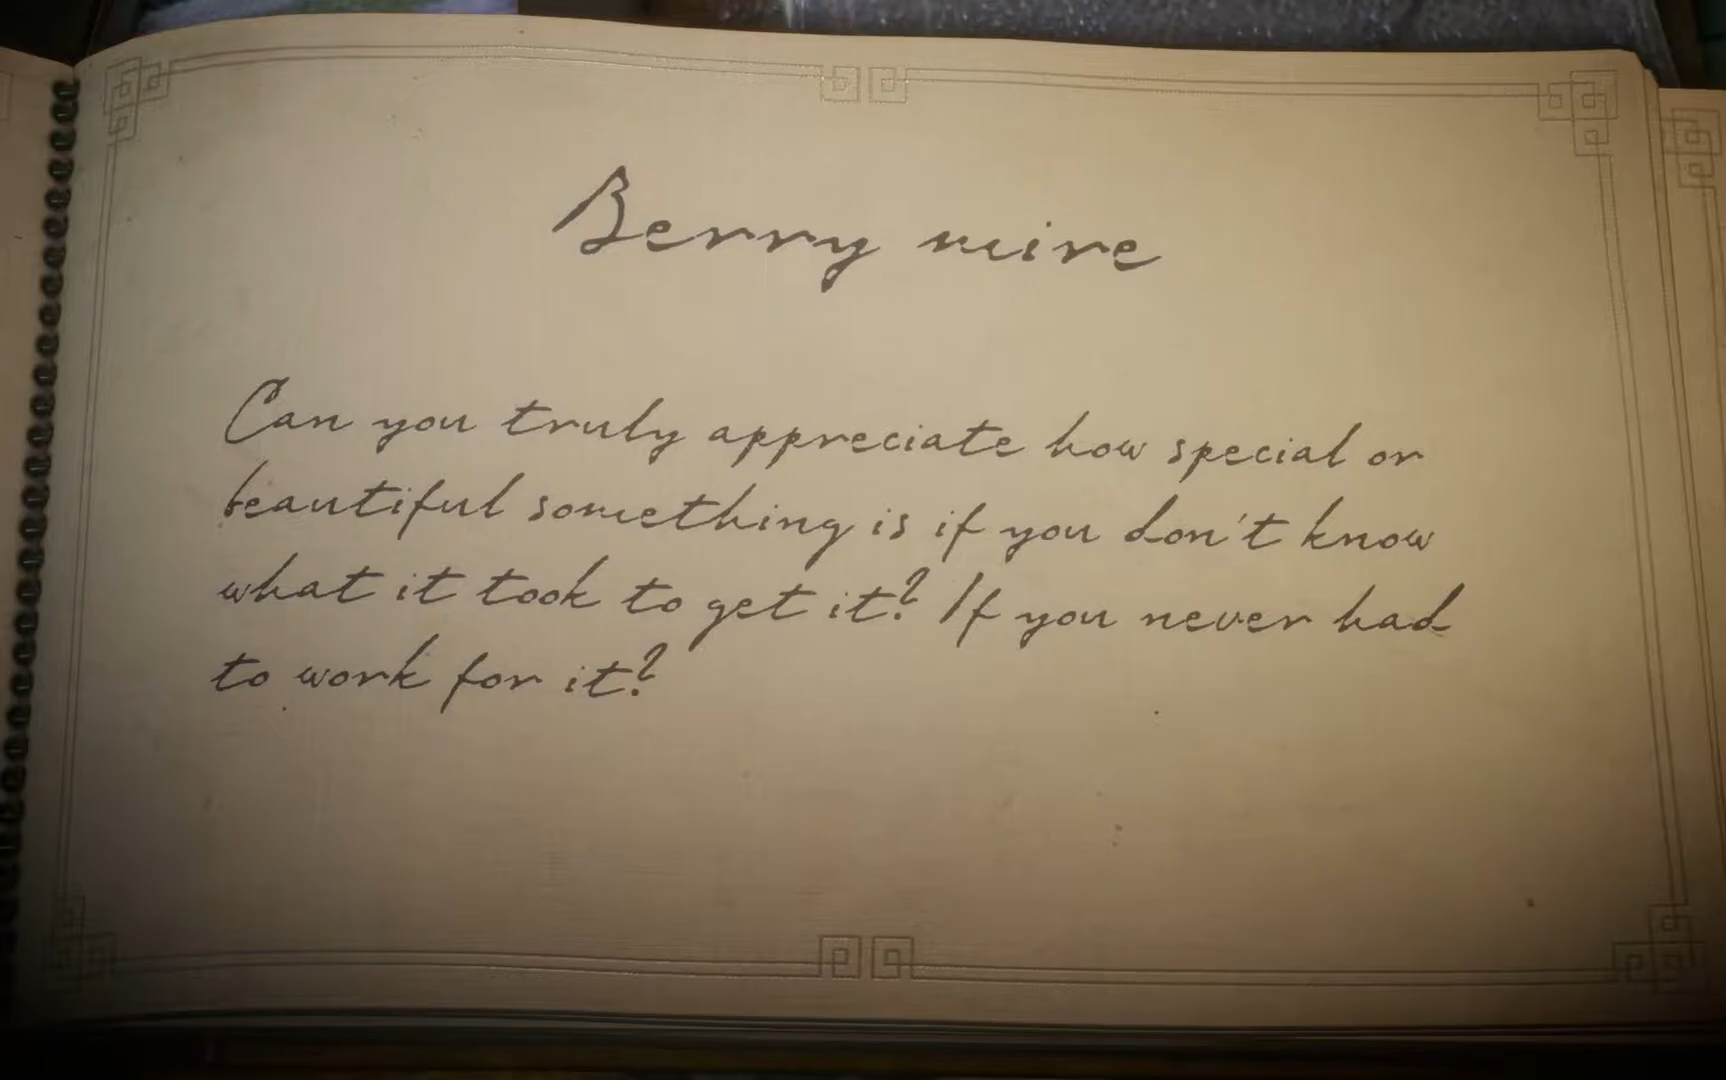 Berry mire
Can you truly appreciate how special or
beautiful something is if you don't know
what it took to get it? If you never had
to work for it?